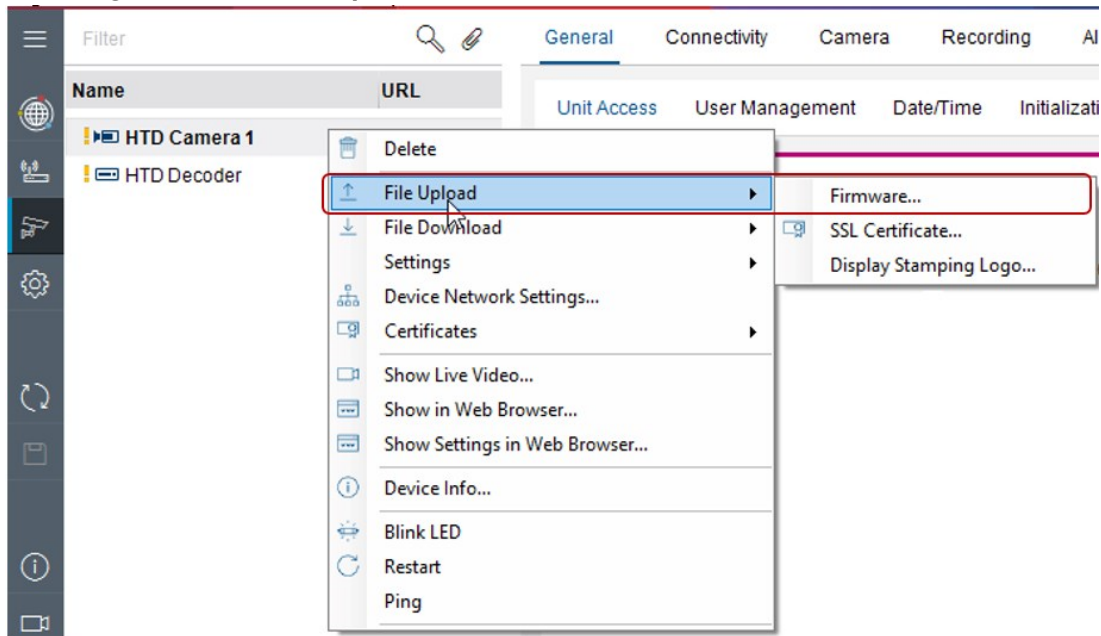 Filter
General Connectivity Camera Recording Al
Name URL
Unit Access User Management Date/Time Initializati
HTD Camera 1
HTD Decoder
Delete
File Upload
File Download
Settings
Device Network Settings...
Certificates
Show Live Video...
Show in Web Browser...
Show Settings in Web Browser...
Device Info...
Blink LED
Restart
Ping
Firmware...
SSL Certificate...
Display Stamping Logo...